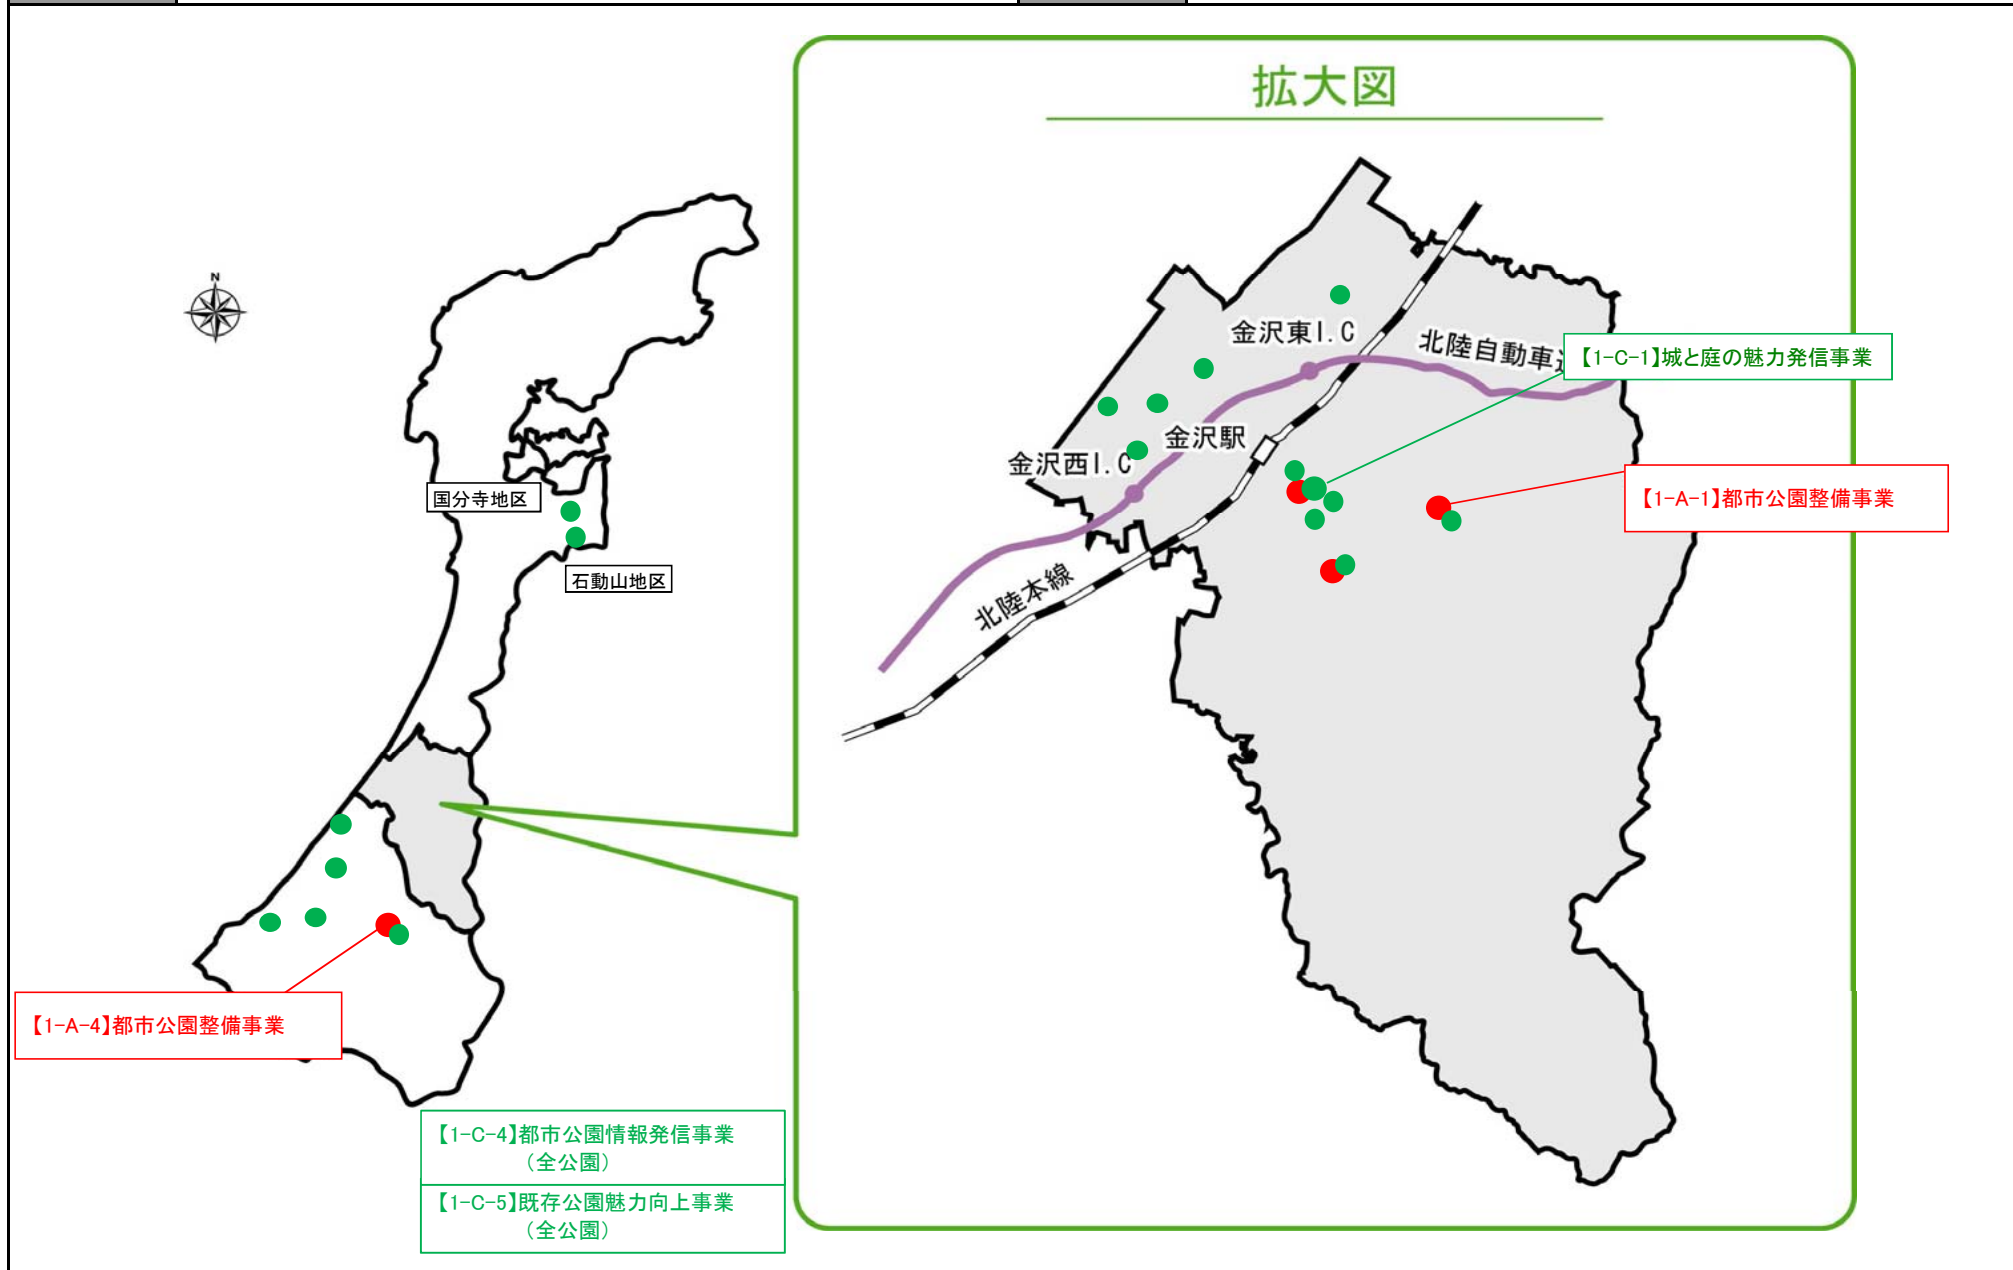 拡大図
N
金沢東I.C
北陸自動車道
【1-C-1】城と庭の魅力発信事業
金沢駅
金沢西I.C
国分寺地区
【1-A-1】都市公園整備事業
石動山地区
北陸本線
【1-A-4】都市公園整備事業
【1-C-4】都市公園情報発信事業
（全公園）
【1-C-5】既存公園魅力向上事業
（全公園）